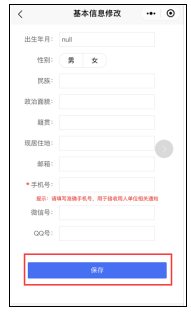 基本信息修改
出生年月: null
性别: 男 女
民族:
政治面貌:
籍贯:
现居住地:
邮箱:
* 手机号:
提示: 请填写准确手机号, 用于接收用人单位相关通知
微信号:
QQ号:
保存